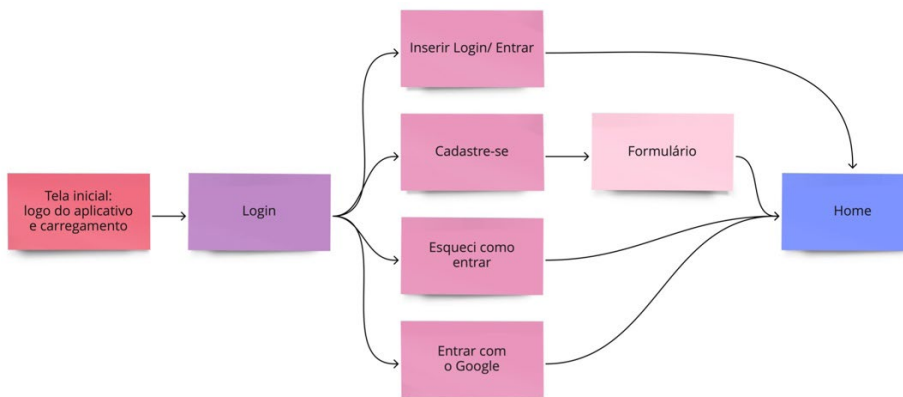 Tela inicial:
logo do aplicativo
e carregamento
Login
Inserir Login/ Entrar
Cadastre-se
Formulário
Esqueci como
entrar
Entrar com
o Google
Home